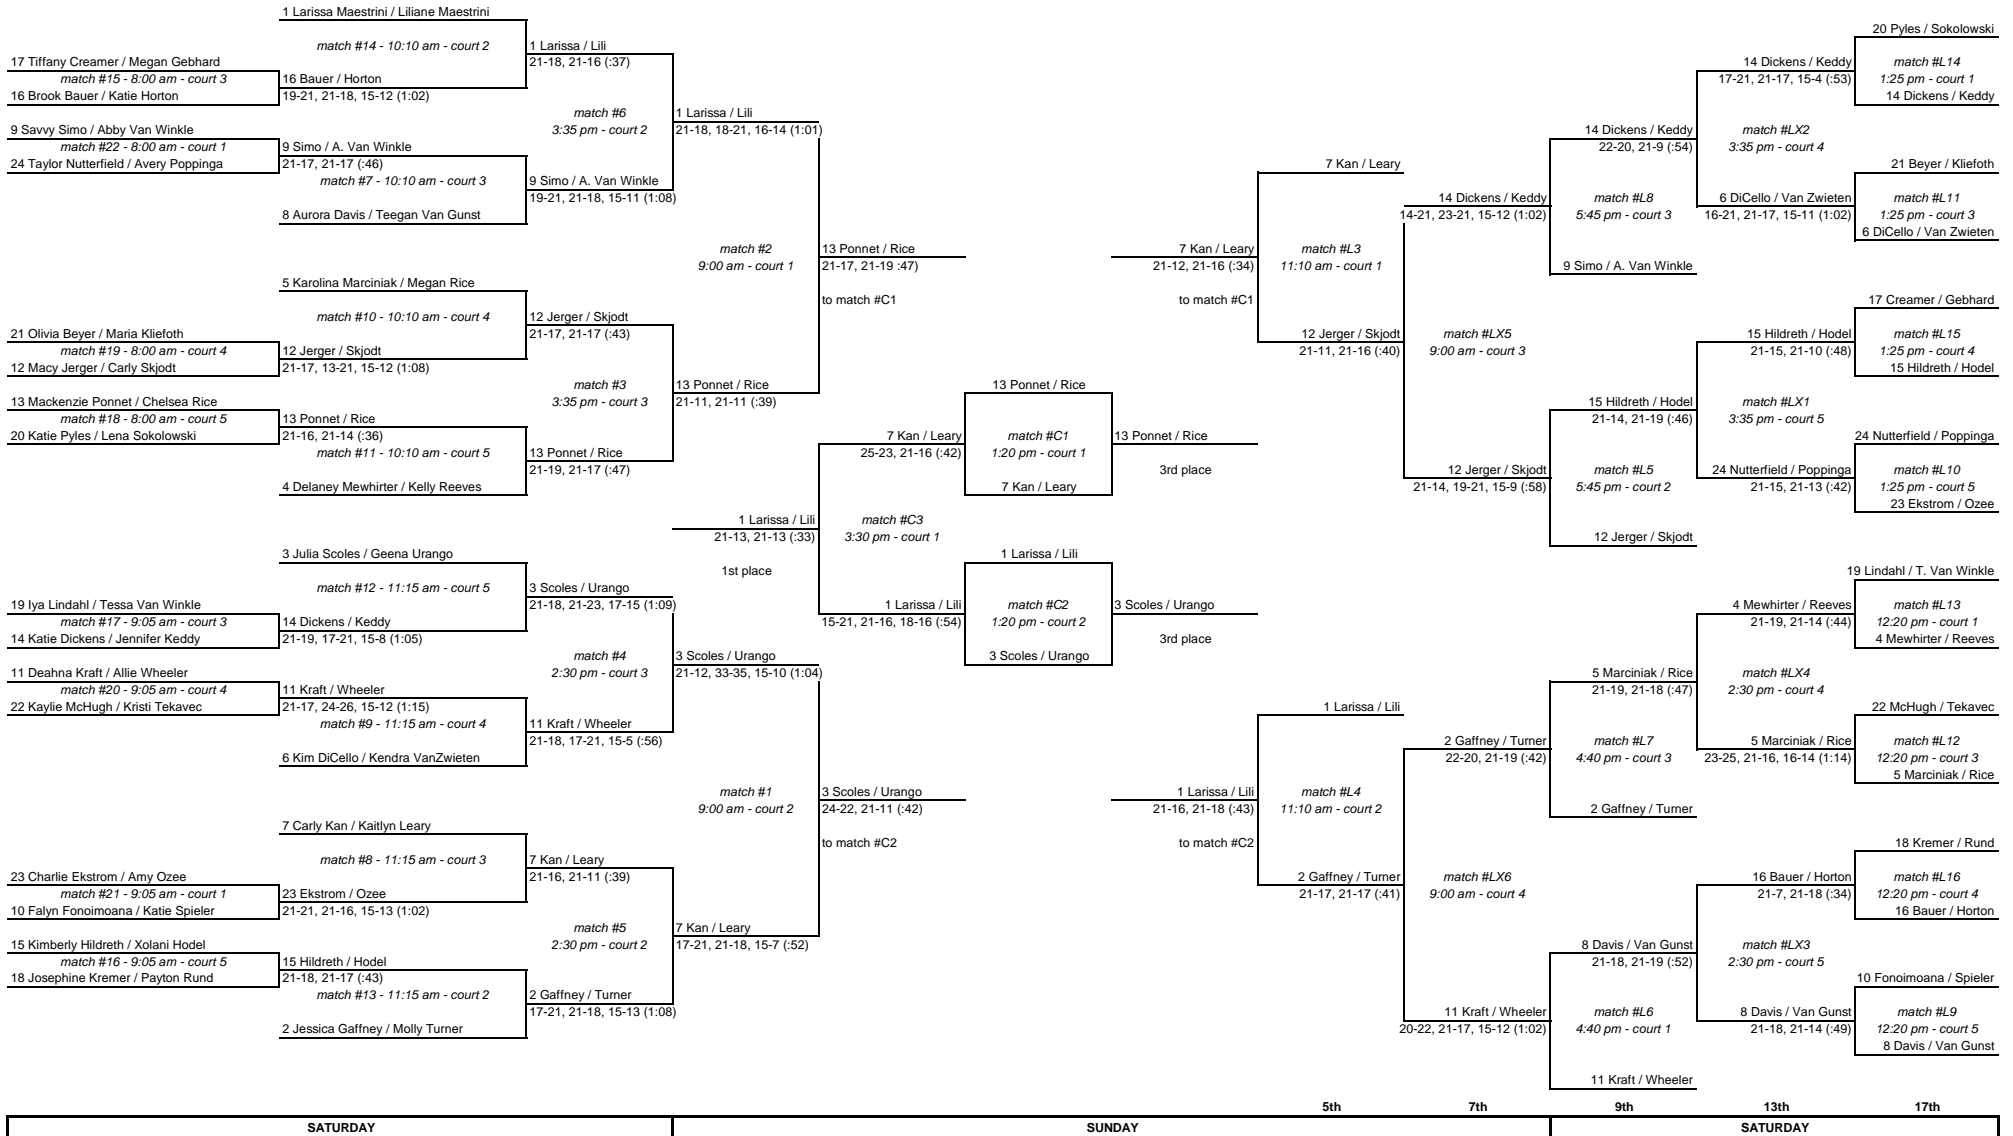 1 Larissa Maestrini / Liliane Maestrini
match #14 - 10:10 am - court 2
17 Tiffany Creamer / Megan Gebhard
match #15 - 8:00 am - court 3
16 Brook Bauer / Katie Horton
16 Bauer / Horton
19-21, 21-18, 15-12 (1:02)
9 Savvy Simo / Abby Van Winkle
match #22 - 8:00 am - court 1
24 Taylor Nutterfield / Avery Poppinga
9 Simo / A. Van Winkle
21-17, 21-17 (:46)
match #7 - 10:10 am - court 3
8 Aurora Davis / Teegan Van Gunst
5 Karolina Marciniak / Megan Rice
match #10 - 10:10 am - court 4
21 Olivia Beyer / Maria Kliefoth
match #19 - 8:00 am - court 4
12 Macy Jerger / Carly Skjodt
12 Jerger / Skjodt
21-17, 13-21, 15-12 (1:08)
13 Mackenzie Ponnet / Chelsea Rice
match #18 - 8:00 am - court 5
20 Katie Pyles / Lena Sokolowski
13 Ponnet / Rice
21-16, 21-14 (:36)
match #11 - 10:10 am - court 5
4 Delaney Mewhirter / Kelly Reeves
3 Julia Scoles / Geena Urango
match #12 - 11:15 am - court 5
19 Iya Lindahl / Tessa Van Winkle
match #17 - 9:05 am - court 3
14 Katie Dickens / Jennifer Keddy
14 Dickens / Keddy
21-19, 17-21, 15-8 (1:05)
11 Deahna Kraft / Allie Wheeler
match #20 - 9:05 am - court 4
22 Kaylie McHugh / Kristi Tekavec
11 Kraft / Wheeler
21-17, 24-26, 15-12 (1:15)
match #9 - 11:15 am - court 4
6 Kim DiCello / Kendra VanZwieten
7 Carly Kan / Kaitlyn Leary
match #8 - 11:15 am - court 3
23 Charlie Ekstrom / Amy Ozee
match #21 - 9:05 am - court 1
10 Falyn Fonoimoana / Katie Spieler
23 Ekstrom / Ozee
21-21, 21-16, 15-13 (1:02)
15 Kimberly Hildreth / Xolani Hodel
match #16 - 9:05 am - court 5
18 Josephine Kremer / Payton Rund
15 Hildreth / Hodel
21-18, 21-17 (:43)
match #13 - 11:15 am - court 2
2 Jessica Gaffney / Molly Turner
1 Larissa / Lili
21-18, 21-16 (:37)
match #6
3:35 pm - court 2
9 Simo / A. Van Winkle
19-21, 21-18, 15-11 (1:08)
12 Jerger / Skjodt
21-17, 21-17 (:43)
match #3
3:35 pm - court 3
13 Ponnet / Rice
21-19, 21-17 (:47)
3 Scoles / Urango
21-18, 21-23, 17-15 (1:09)
match #4
2:30 pm - court 3
11 Kraft / Wheeler
21-18, 17-21, 15-5 (:56)
7 Kan / Leary
21-16, 21-11 (:39)
match #5
2:30 pm - court 2
2 Gaffney / Turner
17-21, 21-18, 15-13 (1:08)
1 Larissa / Lili
21-18, 18-21, 16-14 (1:01)
match #2
9:00 am - court 1
13 Ponnet / Rice
21-11, 21-11 (:39)
1 Larissa / Lili
21-13, 21-13 (:33)
1st place
3 Scoles / Urango
21-12, 33-35, 15-10 (1:04)
match #1
9:00 am - court 2
7 Kan / Leary
17-21, 21-18, 15-7 (:52)
13 Ponnet / Rice
21-17, 21-19 :47)
to match #C1
7 Kan / Leary
25-23, 21-16 (:42)
match #C3
3:30 pm - court 1
1 Larissa / Lili
15-21, 21-16, 18-16 (:54)
3 Scoles / Urango
24-22, 21-11 (:42)
to match #C2
13 Ponnet / Rice
match #C1
1:20 pm - court 1
7 Kan / Leary
1 Larissa / Lili
match #C2
1:20 pm - court 2
3 Scoles / Urango
7 Kan / Leary
21-12, 21-16 (:34)
to match #C1
13 Ponnet / Rice
3rd place
3 Scoles / Urango
3rd place
1 Larissa / Lili
21-16, 21-18 (:43)
to match #C2
7 Kan / Leary
match #L3
11:10 am - court 1
12 Jerger / Skjodt
21-11, 21-16 (:40)
1 Larissa / Lili
match #L4
11:10 am - court 2
2 Gaffney / Turner
21-17, 21-17 (:41)
14 Dickens / Keddy
14-21, 23-21, 15-12 (1:02)
match #LX5
9:00 am - court 3
12 Jerger / Skjodt
21-14, 19-21, 15-9 (:58)
2 Gaffney / Turner
22-20, 21-19 (:42)
match #LX6
9:00 am - court 4
11 Kraft / Wheeler
20-22, 21-17, 15-12 (1:02)
14 Dickens / Keddy
22-20, 21-9 (:54)
match #L8
5:45 pm - court 3
9 Simo / A. Van Winkle
15 Hildreth / Hodel
21-14, 21-19 (:46)
match #L5
5:45 pm - court 2
12 Jerger / Skjodt
5 Marciniak / Rice
21-19, 21-18 (:47)
match #L7
4:40 pm - court 3
2 Gaffney / Turner
8 Davis / Van Gunst
21-18, 21-19 (:52)
match #L6
4:40 pm - court 1
11 Kraft / Wheeler
14 Dickens / Keddy
17-21, 21-17, 15-4 (:53)
match #LX2
3:35 pm - court 4
6 DiCello / Van Zwieten
16-21, 21-17, 15-11 (1:02)
15 Hildreth / Hodel
21-15, 21-10 (:48)
match #LX1
3:35 pm - court 5
24 Nutterfield / Poppinga
21-15, 21-13 (:42)
4 Mewhirter / Reeves
21-19, 21-14 (:44)
match #LX4
2:30 pm - court 4
5 Marciniak / Rice
23-25, 21-16, 16-14 (1:14)
16 Bauer / Horton
21-7, 21-18 (:34)
match #LX3
2:30 pm - court 5
8 Davis / Van Gunst
21-18, 21-14 (:49)
20 Pyles / Sokolowski
match #L14
1:25 pm - court 1
14 Dickens / Keddy
21 Beyer / Kliefoth
match #L11
1:25 pm - court 3
6 DiCello / Van Zwieten
17 Creamer / Gebhard
match #L15
1:25 pm - court 4
15 Hildreth / Hodel
24 Nutterfield / Poppinga
match #L10
1:25 pm - court 5
23 Ekstrom / Ozee
19 Lindahl / T. Van Winkle
match #L13
12:20 pm - court 1
4 Mewhirter / Reeves
22 McHugh / Tekavec
match #L12
12:20 pm - court 3
5 Marciniak / Rice
18 Kremer / Rund
match #L16
12:20 pm - court 4
16 Bauer / Horton
10 Fonoimoana / Spieler
match #L9
12:20 pm - court 5
8 Davis / Van Gunst
5th 7th 9th 13th 17th
SATURDAY SUNDAY SATURDAY